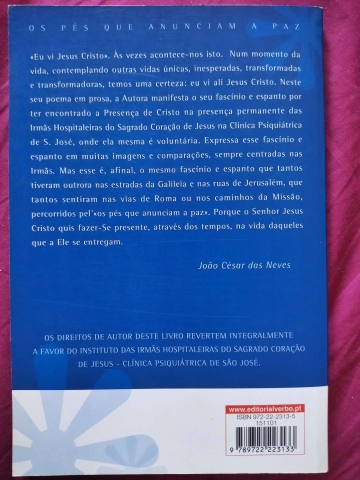 OS PÉS QUE ANUNCIAM A PAZ
«Eu vi Jesus Cristo». Às vezes acontece-nos isto. Num momento da
vida, contemplando outras vidas únicas, inesperadas, transformadas
e transformadoras, temos uma certeza: eu vi ali Jesus Cristo. Neste
seu poema em prosa, a Autora manifesta o seu fascínio e espanto por
ter encontrado a Presença de Cristo na presença permanente das
Irmãs Hospitaleiras do Sagrado Coração de Jesus na Clínica Psiquiátrica
de S. José, onde ela mesma é voluntária. Expressa esse fascínio e
espanto em muitas imagens e comparações, sempre centradas nas
Irmãs. Mas esse é, afinal, o mesmo fascínio e espanto que tantos
tiveram outrora nas estradas da Galileia e nas ruas de Jerusalém, que
tantos sentiram nas vias de Roma ou nos caminhos da Missão,
percorridos pel'«os pés que anunciam a paz». Porque o Senhor Jesus
Cristo quis fazer-Se presente, através dos tempos, na vida daqueles
que a Ele se entregam.
João César das Neves
OS DIREITOS DE AUTOR DESTE LIVRO REVERTEM INTEGRALMENTE
A FAVOR DO INSTITUTO DAS IRMÃS HOSPITALEIRAS DO SAGRADO CORAÇÃO
DE JESUS – CLÍNICA PSIQUIÁTRICA DE SÃO JOSÉ.
www.editorialverbo.pt
ISBN 972-22-2313-5
151101
9 789722 223133